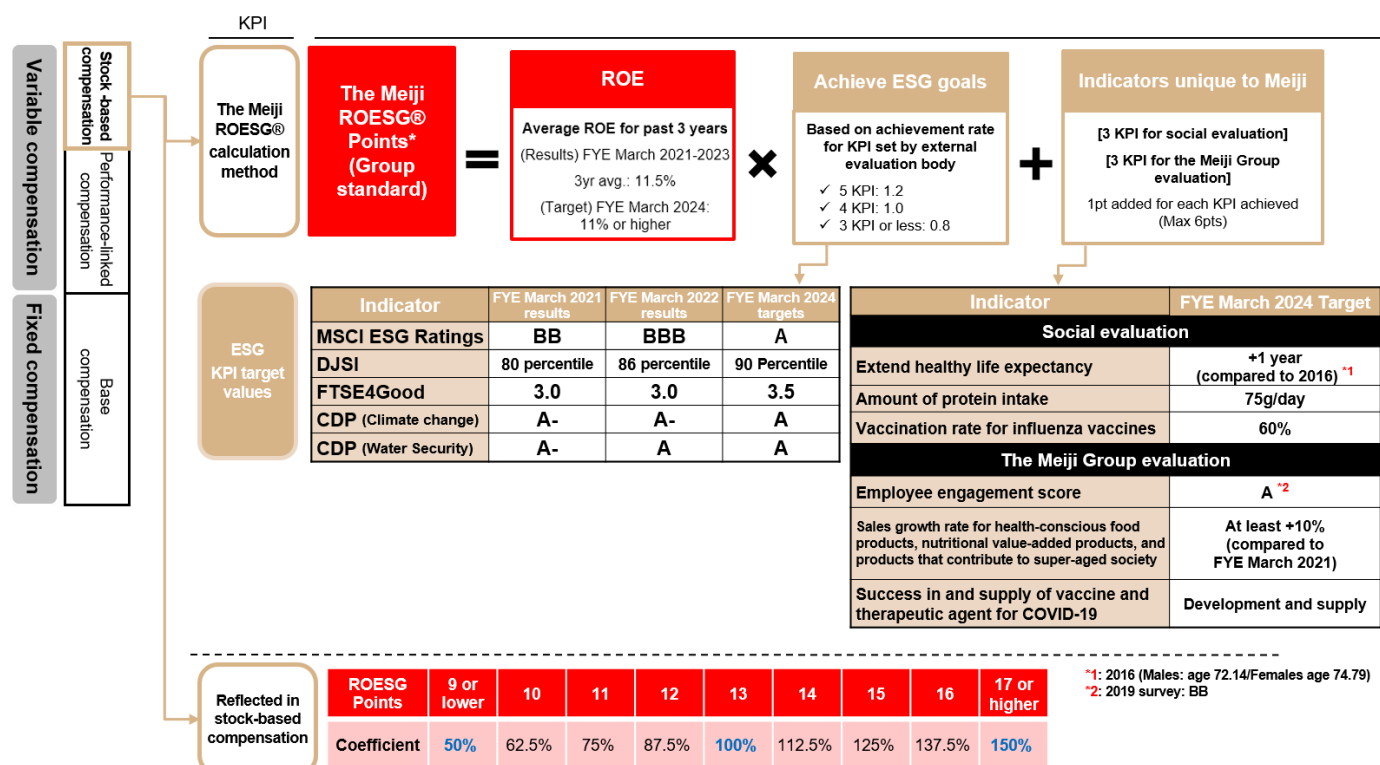 KPI
Variable compensation
Fixed compensation
Stock -based
compensation
Performance-linked
compensation
Base
compensation
The Meiji
ROESG®
calculation
method
The Meiji
ROESG®
Points*
(Group
standard)
=
ROE
Average ROE for past 3 years
(Results) FYE March 2021-2023
3yr avg.: 11.5%
(Target) FYE March 2024:
11% or higher
×
Achieve ESG goals
Based on achievement rate
for KPI set by external
evaluation body
✓ 5 KPI: 1.2
✓ 4 KPI: 1.0
✓ 3 KPI or less: 0.8
+
Indicators unique to Meiji
[3 KPI for social evaluation]
[3 KPI for the Meiji Group
evaluation]
1pt added for each KPI achieved
(Max 6pts)
ESG
KPI target
values
Indicator
FYE March 2021
results
FYE March 2022
results
FYE March 2024
targets
MSCI ESG Ratings BB BBB A
DJSI 80 percentile 86 percentile 90 Percentile
FTSE4Good 3.0 3.0 3.5
CDP (Climate change) A- A- A
CDP (Water Security) A- A A
Indicator FYE March 2024 Target
Social evaluation
Extend healthy life expectancy
+1 year
(compared to 2016) *1
Amount of protein intake 75g/day
Vaccination rate for influenza vaccines 60%
The Meiji Group evaluation
Employee engagement score A *2
Sales growth rate for health-conscious food
products, nutritional value-added products, and
products that contribute to super-aged society
At least +10%
(compared to
FYE March 2021)
Success in and supply of vaccine and
therapeutic agent for COVID-19
Development and supply
*1: 2016 (Males: age 72.14/Females age 74.79)
*2: 2019 survey: BB
Reflected in
stock-based
compensation
ROESG
Points
9 or
lower
10 11 12 13 14 15 16
17 or
higher
Coefficient 50% 62.5% 75% 87.5% 100% 112.5% 125% 137.5% 150%